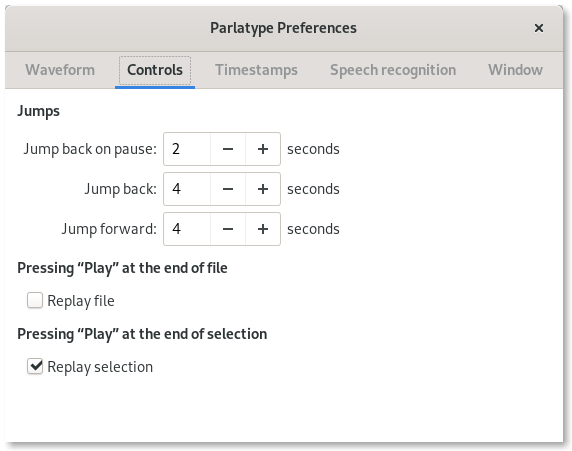 Parlatype Preferences
Waveform Controls Timestamps Speech recognition Window
Jumps
Jump back on pause: 2 − + seconds
Jump back: 4 − + seconds
Jump forward: 4 − + seconds
Pressing “Play” at the end of file
Replay file
Pressing “Play” at the end of selection
Replay selection